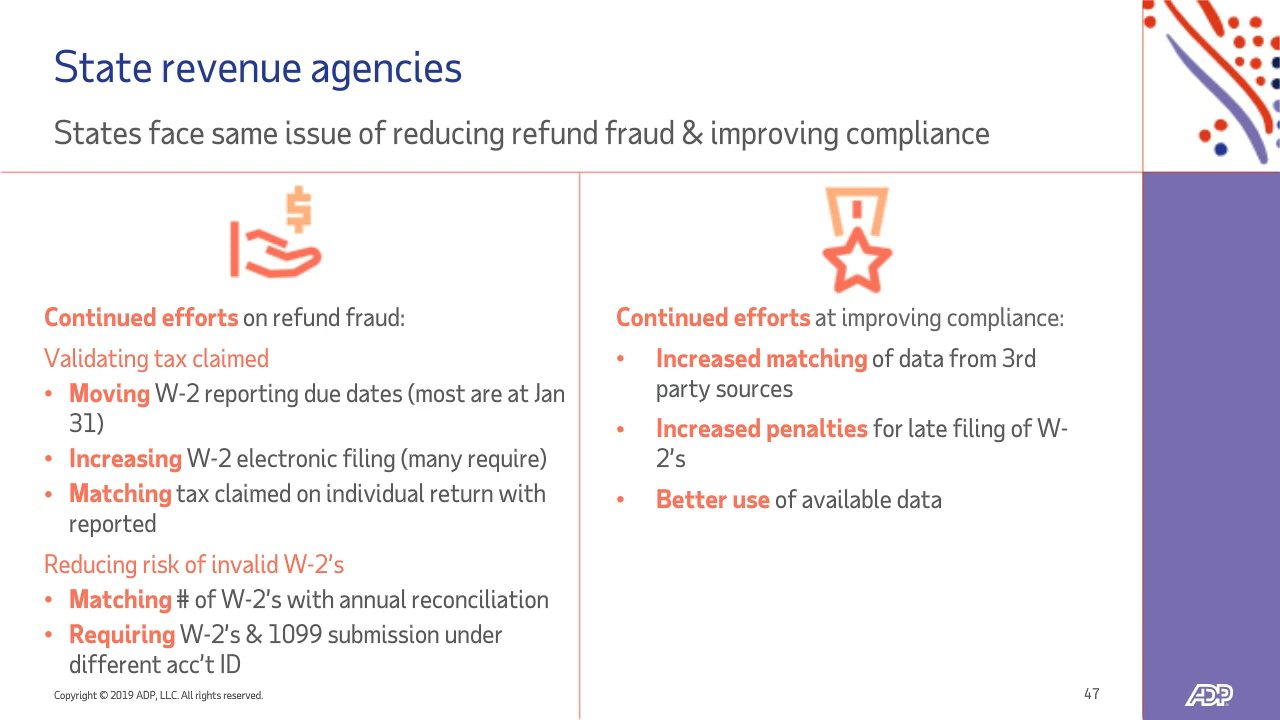 State revenue agencies
States face same issue of reducing refund fraud & improving compliance
Continued efforts on refund fraud:
Validating tax claimed
• Moving W-2 reporting due dates (most are at Jan
31)
• Increasing W-2 electronic filing (many require)
• Matching tax claimed on individual return with
reported
Reducing risk of invalid W-2's
• Matching # of W-2's with annual reconciliation
• Requiring W-2's & 1099 submission under
different acc't ID
Continued efforts at improving compliance:
• Increased matching of data from 3rd
party sources
• Increased penalties for late filing of W-
2's
• Better use of available data
Copyright © 2019 ADP, LLC. All rights reserved.
47
ADP